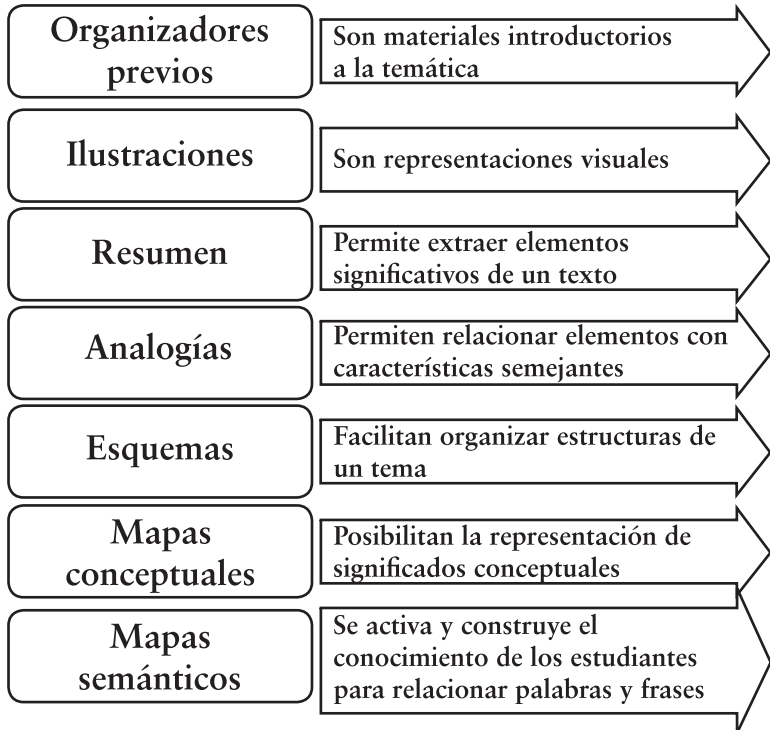 Organizadores
previos
Son materiales introductorios
a la temática
Ilustraciones
Son representaciones visuales
Resumen
Permite extraer elementos
significativos de un texto
Analogías
Permiten relacionar elementos con
características semejantes
Esquemas
Facilitan organizar estructuras de
un tema
Mapas
conceptuales
Posibilitan la representación de
significados conceptuales
Mapas
semánticos
Se activa y construye el
conocimiento de los estudiantes
para relacionar palabras y frases